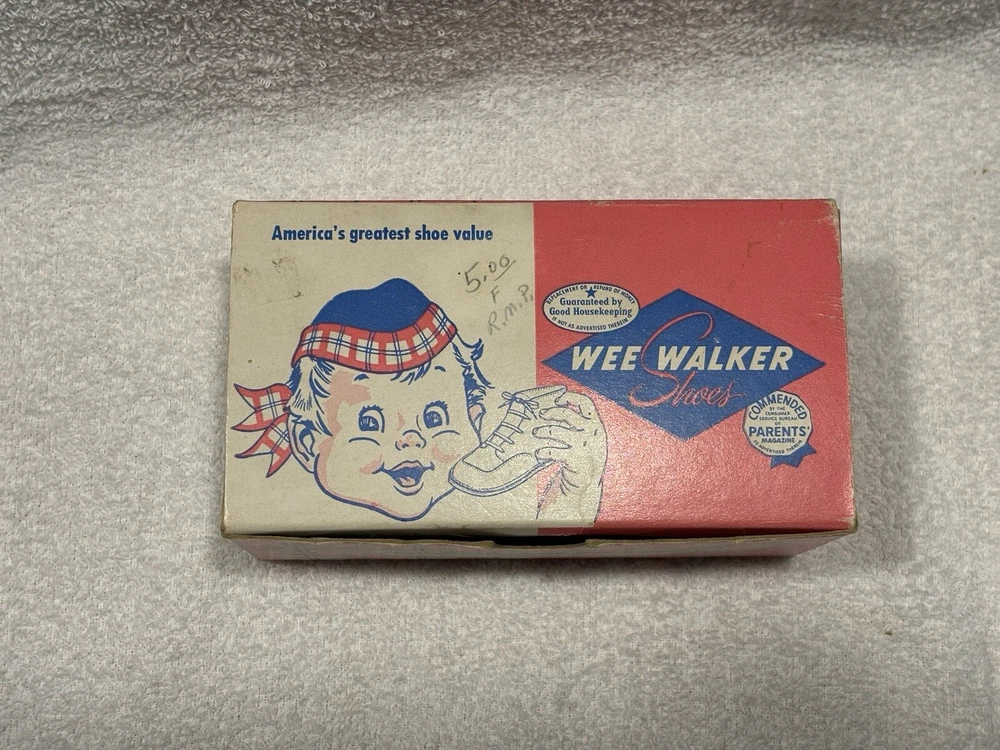 America's greatest shoe value
5.00
F
R.M.P.
REPLACEMENT OR REFUND OF MONEY
Guaranteed by
Good Housekeeping
IF NOT AS ADVERTISED THEREIN
WEE WALKER
Shoes
COMMENDED
BY THE
CONSUMER
SERVICE BUREAU
OF
PARENTS'
MAGAZINE
AS ADVERTISED THEREIN